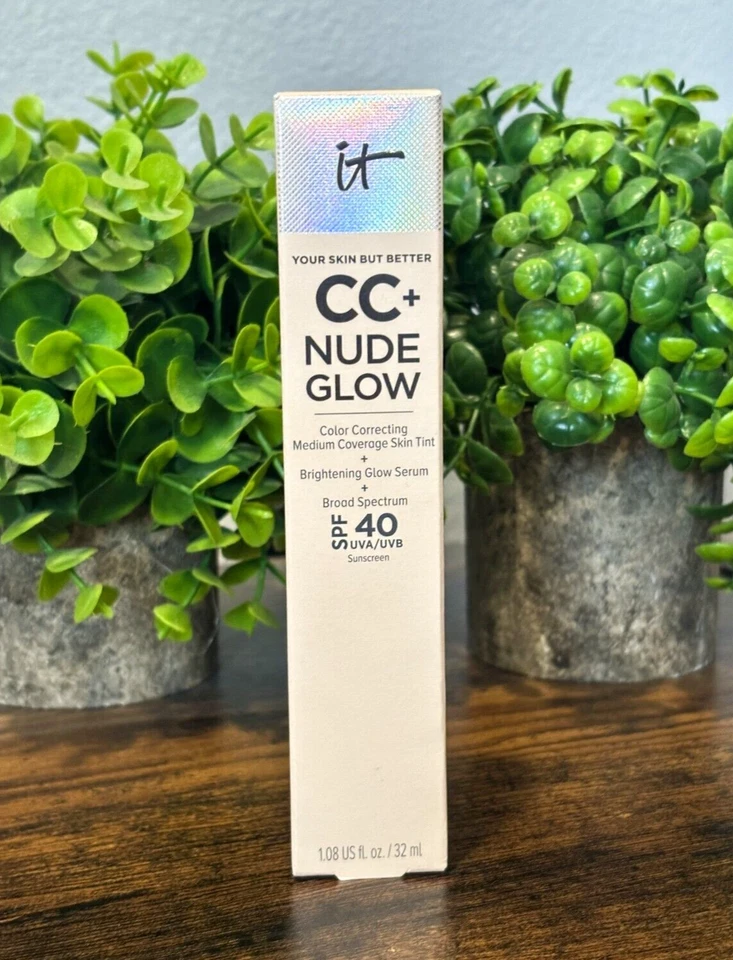 it
YOUR SKIN BUT BETTER
CC+
NUDE
GLOW
Color Correcting
Medium Coverage Skin Tint
+
Brightening Glow Serum
+
Broad Spectrum
SPF 40
UVA/UVB
Sunscreen
1.08 US fl. oz. / 32 ml